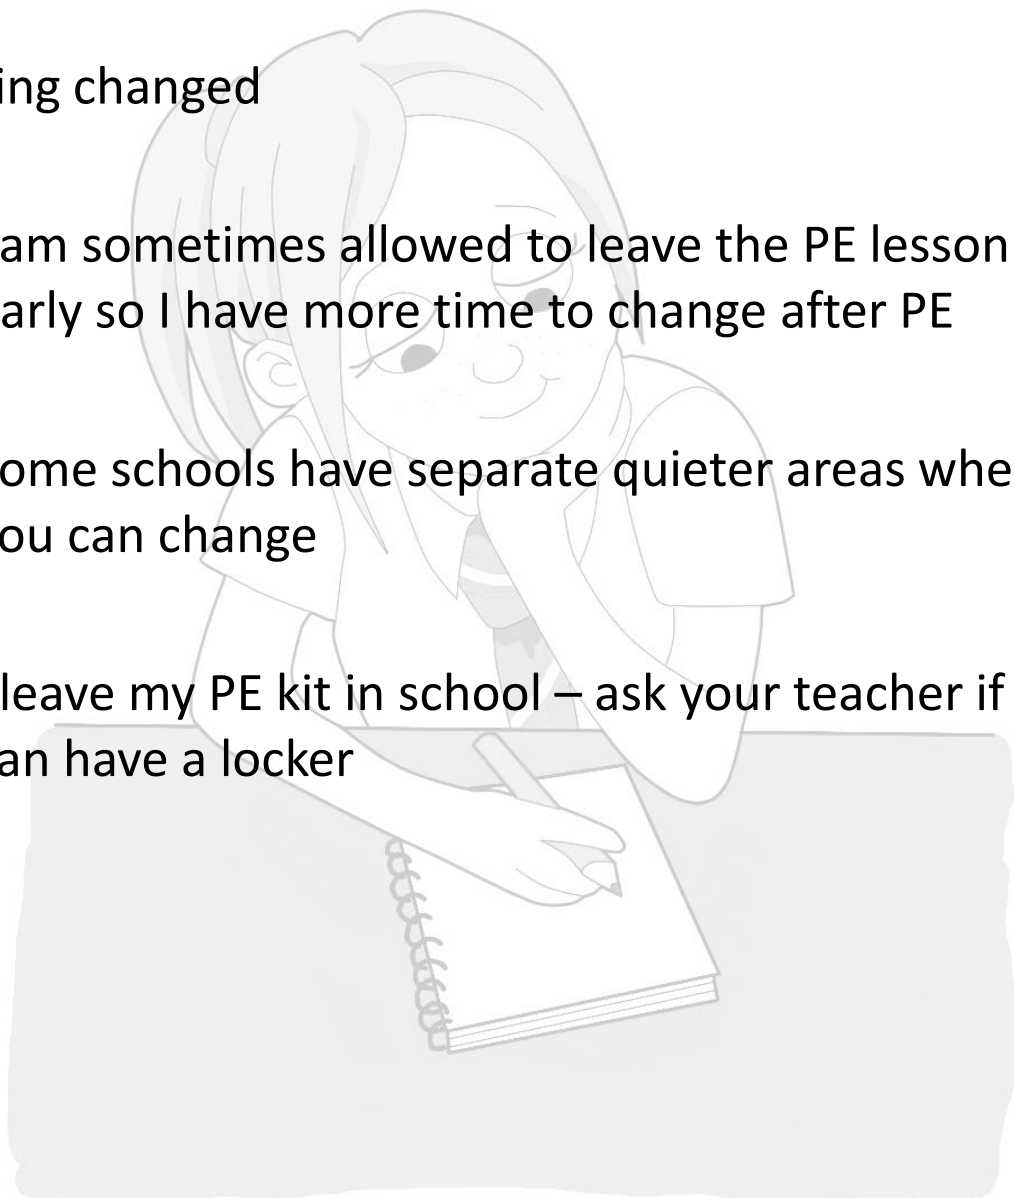 ing changed
am sometimes allowed to leave the PE lesson
arly so I have more time to change after PE
ome schools have separate quieter areas whe
ou can change
leave my PE kit in school – ask your teacher if
an have a locker